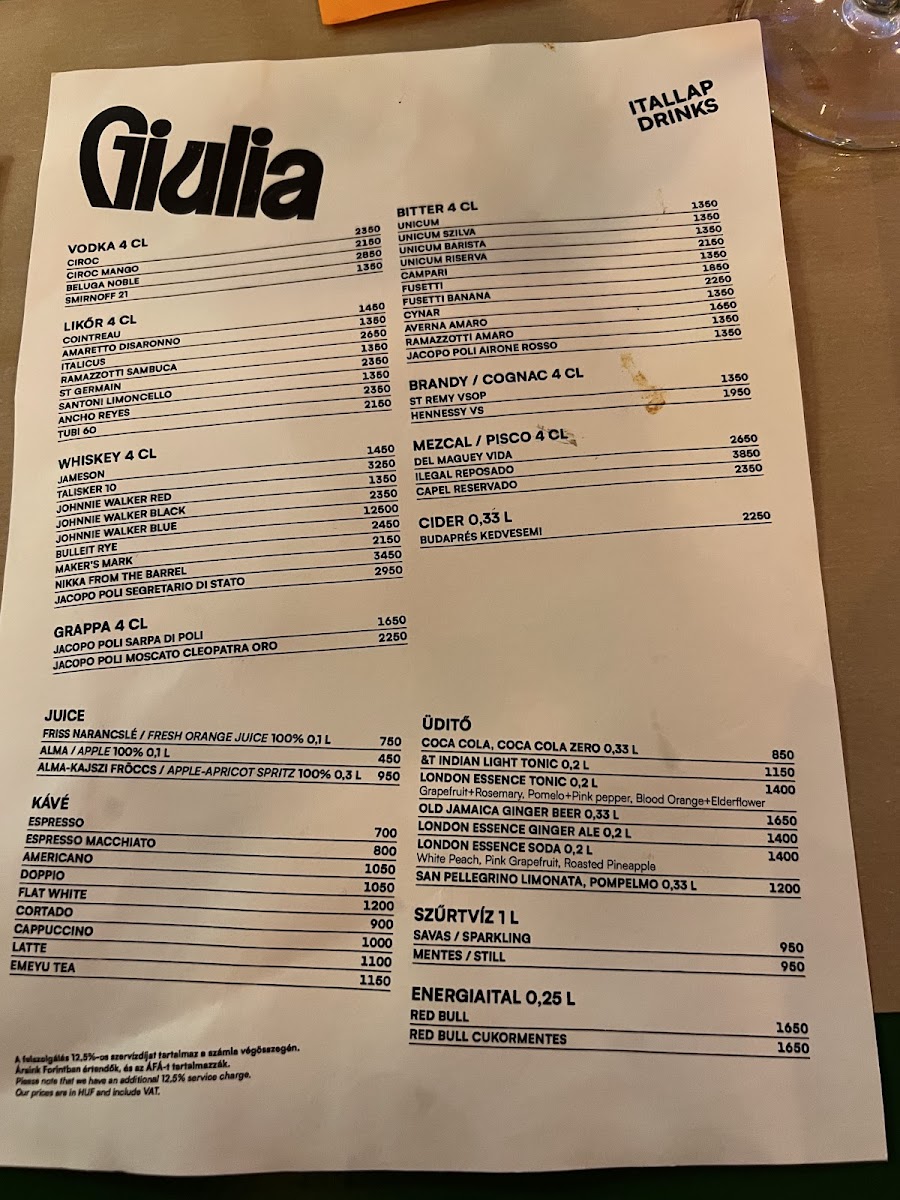 Giulia
ITALLAP
DRINKS
VODKA 4 CL
CIROC 2350
CIROC MANGO 2150
BELUGA NOBLE 2850
SMIRNOFF 21 1350
LIKŐR 4 CL
COINTREAU 1450
AMARETTO DISARONNO 1350
ITALICUS 2650
RAMAZZOTTI SAMBUCA 1350
ST GERMAIN 2350
SANTONI LIMONCELLO 1350
ANCHO REYES 2350
TUBI 60 2150
WHISKEY 4 CL
JAMESON 1450
TALISKER 10 3250
JOHNNIE WALKER RED 1350
JOHNNIE WALKER BLACK 2350
JOHNNIE WALKER BLUE 12500
BULLEIT RYE 2450
MAKER'S MARK 2150
NIKKA FROM THE BARREL 3450
JACOPO POLI SEGRETARIO DI STATO 2950
GRAPPA 4 CL
JACOPO POLI SARPA DI POLI 1650
JACOPO POLI MOSCATO CLEOPATRA ORO 2250
BITTER 4 CL
UNICUM 1350
UNICUM SZILVA 1350
UNICUM BARISTA 1350
UNICUM RISERVA 2150
CAMPARI 1350
FUSETTI 1850
FUSETTI BANANA 2250
CYNAR 1350
AVERNA AMARO 1650
RAMAZZOTTI AMARO 1350
JACOPO POLI AIRONE ROSSO 1350
BRANDY / COGNAC 4 CL
ST REMY VSOP 1350
HENNESSY VS 1950
MEZCAL / PISCO 4 CL
DEL MAGUEY VIDA 2650
ILEGAL REPOSADO 3850
CAPEL RESERVADO 2350
CIDER 0,33 L
BUDAPRÉS KEDVESEMI 2250
JUICE
FRISS NARANCSLÉ / FRESH ORANGE JUICE 100% 0,1 L 750
ALMA / APPLE 100% 0,1 L 450
ALMA-KAJSZI FRÖCCS / APPLE-APRICOT SPRITZ 100% 0,3 L 950
KÁVÉ
ESPRESSO 700
ESPRESSO MACCHIATO 800
AMERICANO 1050
DOPPIO 1050
FLAT WHITE 1200
CORTADO 900
CAPPUCCINO 1000
LATTE 1100
EMEYU TEA 1150
ÜDITŐ
COCA COLA, COCA COLA ZERO 0,33 L 850
&T INDIAN LIGHT TONIC 0,2 L 1150
LONDON ESSENCE TONIC 0,2 L 1400
Grapefruit+Rosemary, Pomelo+Pink pepper, Blood Orange+Elderflower
OLD JAMAICA GINGER BEER 0,33 L 1650
LONDON ESSENCE GINGER ALE 0,2 L 1400
LONDON ESSENCE SODA 0,2 L 1400
White Peach, Pink Grapefruit, Roasted Pineapple
SAN PELLEGRINO LIMONATA, POMPELMO 0,33 L 1200
SZŰRTVÍZ 1 L
SAVAS / SPARKLING 950
MENTES / STILL 950
ENERGIAITAL 0,25 L
RED BULL 1650
RED BULL CUKORMENTES 1650
A felszolgálás 12,5%-os szervizdíjat tartalmaz a számla végösszegén.
Áraink Forintban értendők, és az ÁFÁ-t tartalmazzák.
Please note that we have an additional 12,5% service charge.
Our prices are in HUF and include VAT.